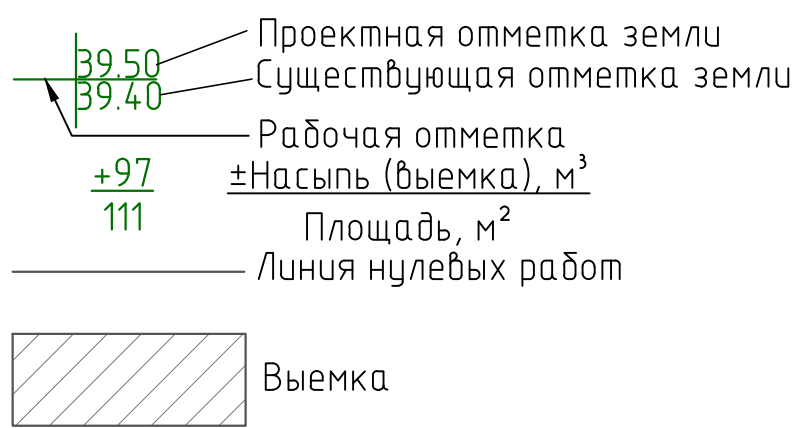 39.50
Проектная отметка земли
39.40
Существующая отметка земли
Рабочая отметка
+97
±Насыпь (выемка), м³
111
Площадь, м²
Линия нулевых работ
Выемка